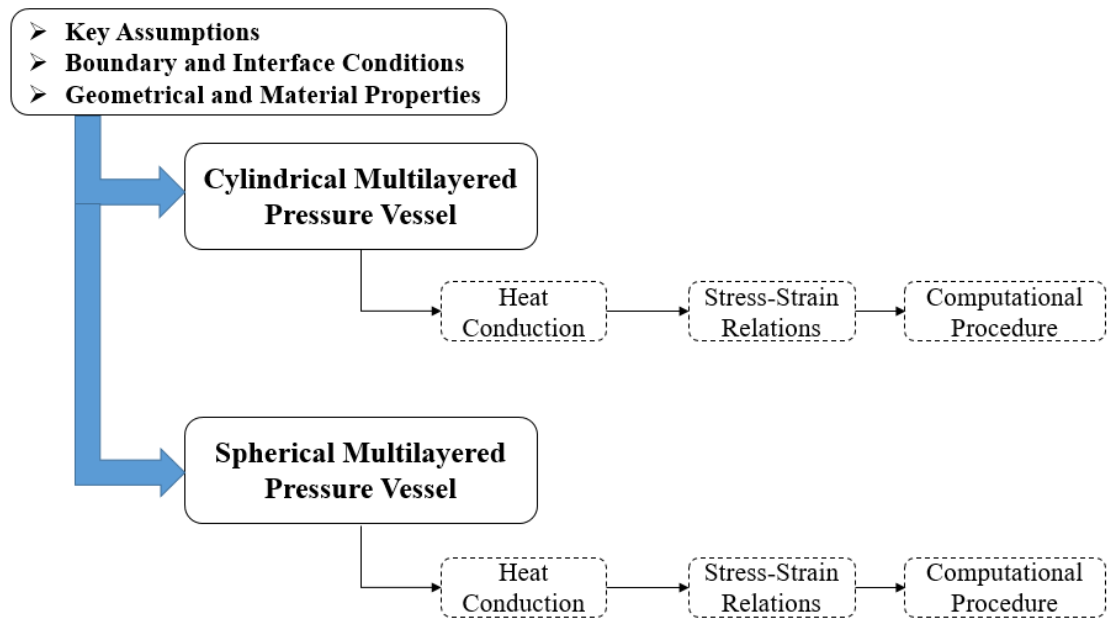 Key Assumptions
Boundary and Interface Conditions
Geometrical and Material Properties
Cylindrical Multilayered
Pressure Vessel
Heat
Conduction
Stress-Strain
Relations
Computational
Procedure
Spherical Multilayered
Pressure Vessel
Heat
Conduction
Stress-Strain
Relations
Computational
Procedure